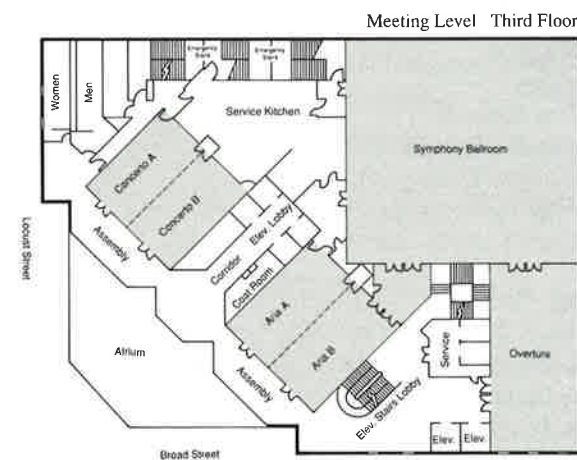 Meeting Level Third Floor
Emergency Stairs
Emergency Stairs
Women
Men
Service Kitchen
Symphony Ballroom
Concerto A
Concerto B
Elev. Lobby
Locust Street
Assembly
Corridor
Coat Room
Aria A
Aria B
Atrium
Assembly
Service
Overture
Elev. Stairs Lobby
Elev. Elev.
Broad Street